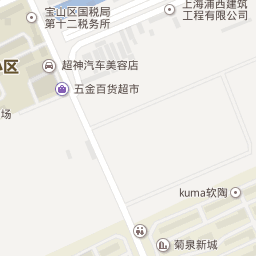 宝山区国税局
第十二税务所
上海浦西建筑
工程有限公司
超神汽车美容店
小区
五金百货超市
场
kuma软陶
菊泉新城